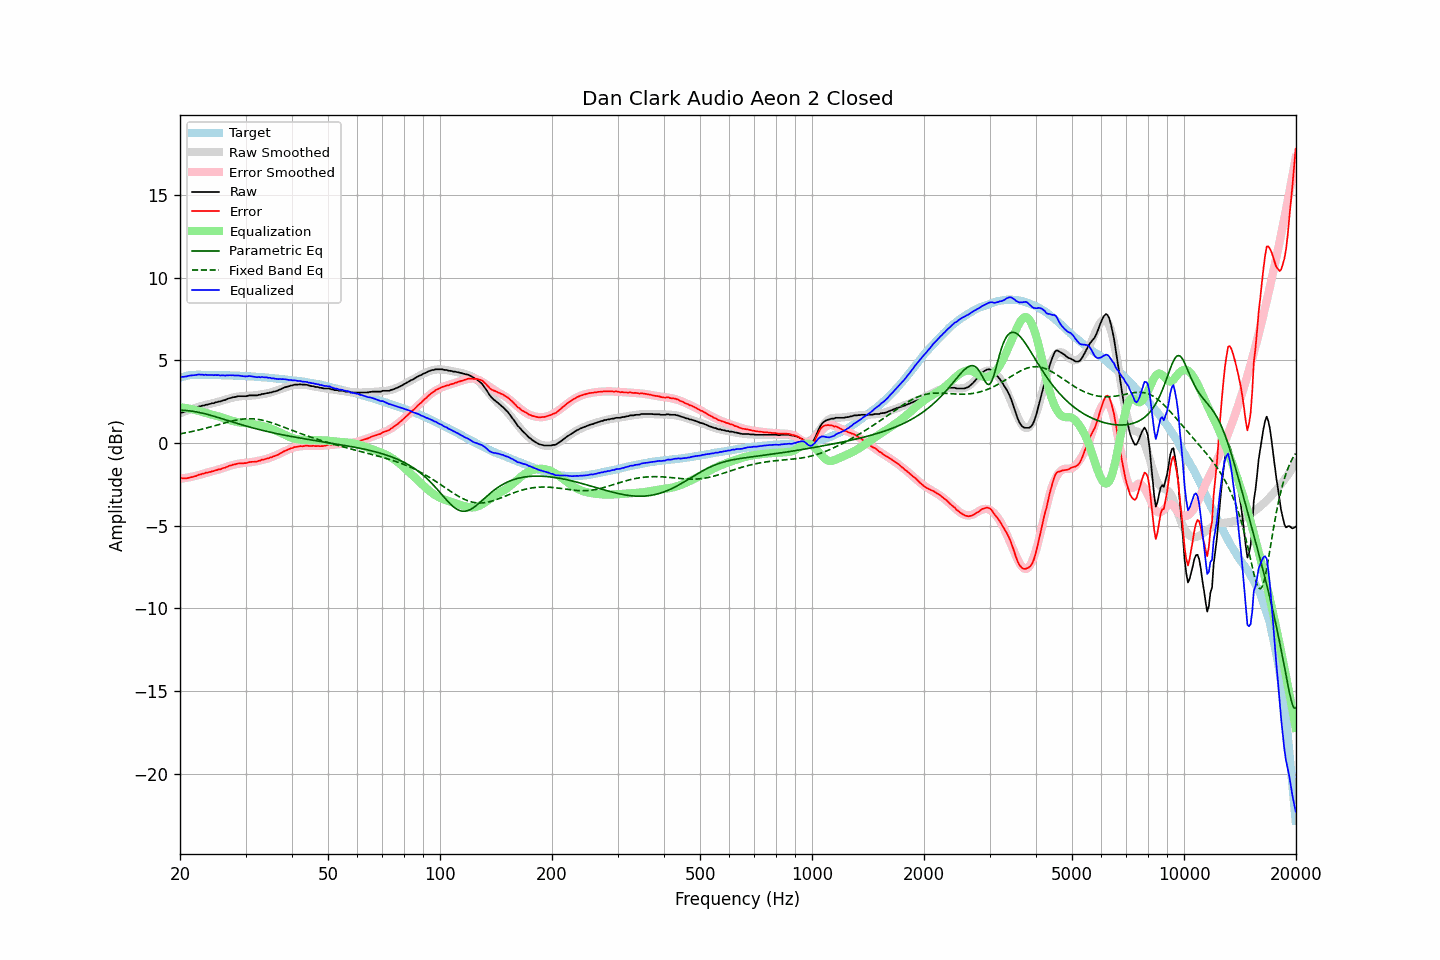 Dan Clark Audio Aeon 2 Closed
Target
Raw Smoothed
Error Smoothed
Raw
Error
Equalization
Parametric Eq
Fixed Band Eq
Equalized
Amplitude (dBr)
15
10
5
0
−5
−10
−15
−20
20 50 100 200 500 1000 2000 5000 10000 20000
Frequency (Hz)